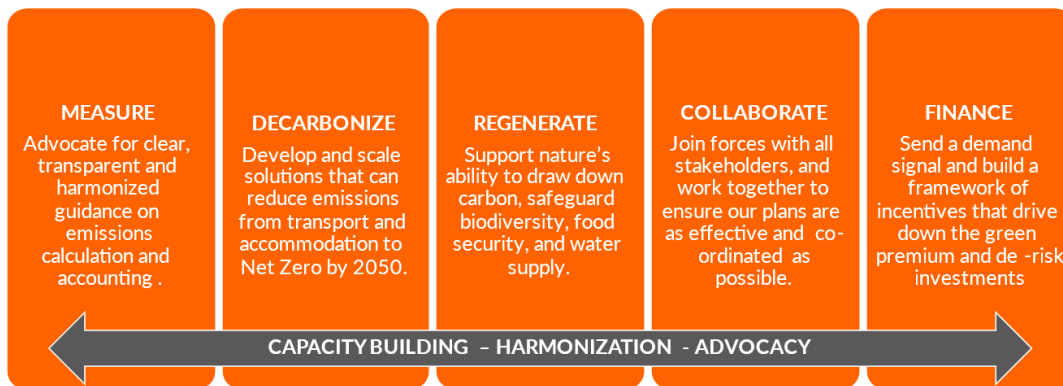 MEASURE
Advocate for clear,
transparent and
harmonized
guidance on
emissions
calculation and
accounting .
DECARBONIZE
Develop and scale
solutions that can
reduce emissions
from transport and
accommodation to
Net Zero by 2050.
REGENERATE
Support nature's
ability to draw down
carbon, safeguard
biodiversity, food
security, and water
supply.
COLLABORATE
Join forces with all
stakeholders, and
work together to
ensure our plans are
as effective and co-
ordinated as
possible.
FINANCE
Send a demand
signal and build a
framework of
incentives that drive
down the green
premium and de -risk
investments
CAPACITY BUILDING – HARMONIZATION - ADVOCACY